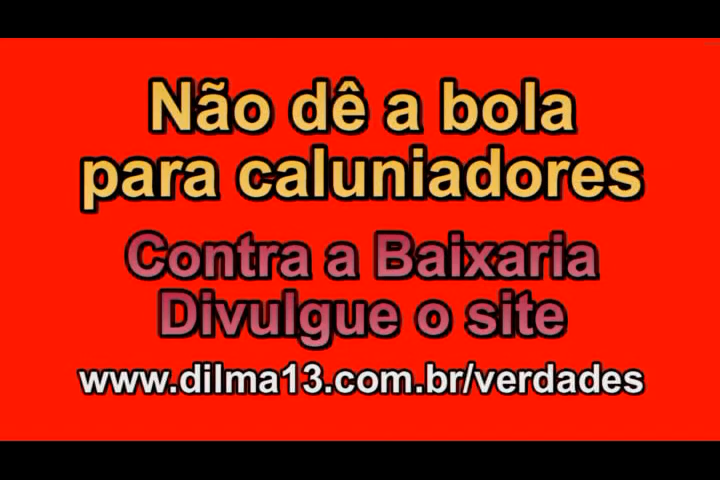 Não dê a bola
para caluniadores
Contra a Baixaria
Divulgue o site
www.dilma13.com.br/verdades